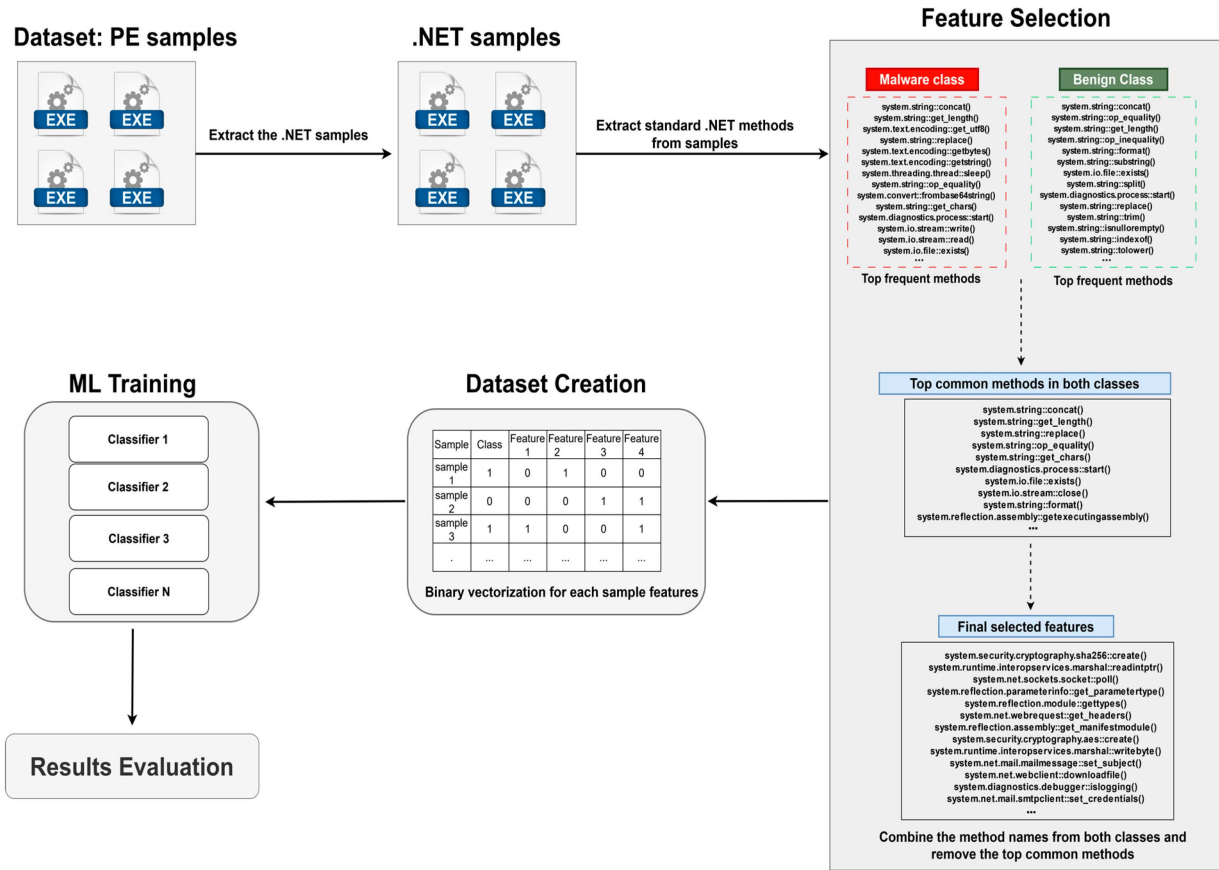 Dataset: PE samples
EXE
EXE
EXE
EXE
Extract the .NET samples
.NET samples
EXE
EXE
EXE
EXE
Extract standard .NET methods
from samples
Feature Selection
Malware class
system.string::concat()
system.string::get_length()
system.text.encoding::get_utf8()
system.string::replace()
system.text.encoding::getbytes()
system.text.encoding::getstring()
system.threading.thread::sleep()
system.string::op_equality()
system.convert::frombase64string()
system.string::get_chars()
system.diagnostics.process::start()
system.io.stream::write()
system.io.stream::read()
system.io.file::exists()
...
Top frequent methods
Benign Class
system.string::concat()
system.string::op_equality()
system.string::get_length()
system.string::op_inequality()
system.string::format()
system.string::substring()
system.io.file::exists()
system.string::split()
system.diagnostics.process::start()
system.string::replace()
system.string::trim()
system.string::isnullorempty()
system.string::indexof()
system.string::tolower()
...
Top frequent methods
Top common methods in both classes
system.string::concat()
system.string::get_length()
system.string::replace()
system.string::op_equality()
system.string::get_chars()
system.diagnostics.process::start()
system.io.file::exists()
system.io.stream::close()
system.string::format()
system.reflection.assembly::getexecutingassembly()
...
Final selected features
system.security.cryptography.sha256::create()
system.runtime.interopservices.marshal::readintptr()
system.net.sockets.socket::poll()
system.reflection.parameterinfo::get_parametertype()
system.reflection.module::gettypes()
system.net.webrequest::get_headers()
system.reflection.assembly::get_manifestmodule()
system.security.cryptography.aes::create()
system.runtime.interopservices.marshal::writebyte()
system.net.mail.mailmessage::set_subject()
system.net.webclient::downloadfile()
system.diagnostics.debugger::islogging()
system.net.mail.smtpclient::set_credentials()
...
Combine the method names from both classes and
remove the top common methods
Dataset Creation
Sample Class Feature 1 Feature 2 Feature 3 Feature 4
sample 1 1 0 1 0 0
sample 2 0 0 0 1 1
sample 3 1 1 0 0 1
. ... ... ... ... ...
Binary vectorization for each sample features
ML Training
Classifier 1
Classifier 2
Classifier 3
Classifier N
Results Evaluation